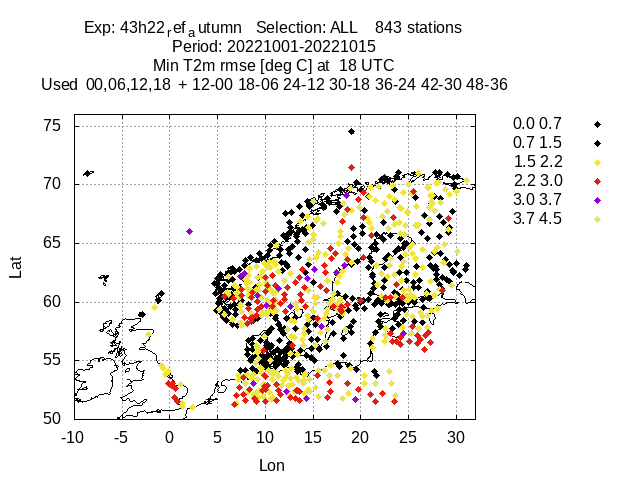 Exp: 43h22ref autumn Selection: ALL 843 stations
Period: 20221001-20221015
Min T2m rmse [deg C] at 18 UTC
Used 00,06,12,18 + 12-00 18-06 24-12 30-18 36-24 42-30 48-36
0.0 0.7
0.7 1.5
1.5 2.2
2.2 3.0
3.0 3.7
3.7 4.5
75
70
65
60
55
50
Lat
-10 -5 0 5 10 15 20 25 30
Lon